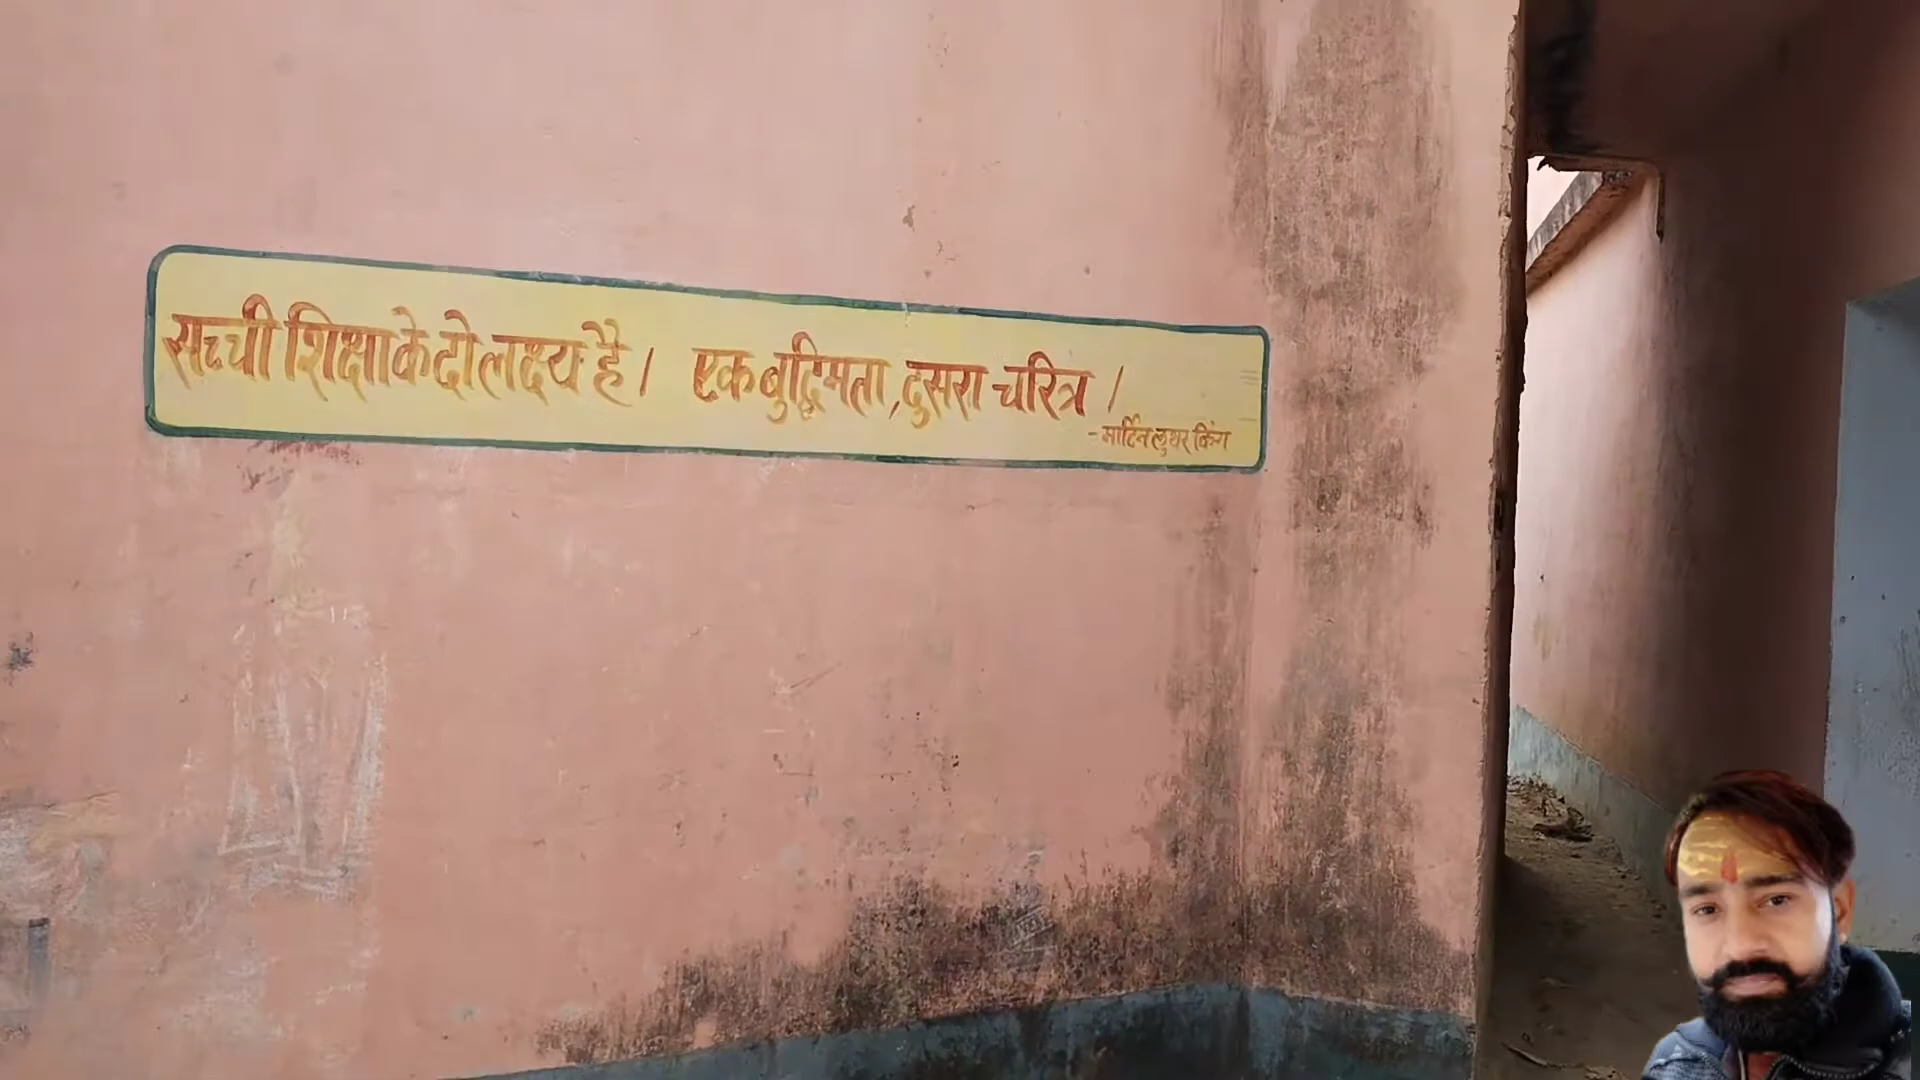 सच्ची शिक्षा के दो लक्ष्य है। एक बुद्धिमता, दुसरा चरित्र।
- मार्टिन लुथर किंग